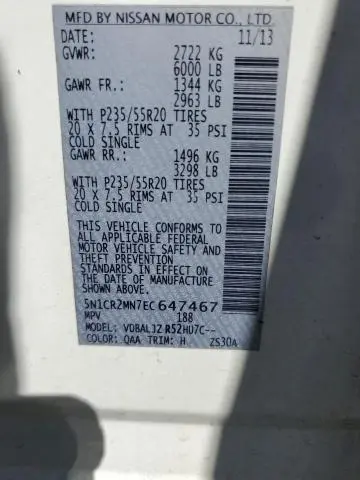 MFD BY NISSAN MOTOR CO., LTD.
DATE: 11/13
GVWR: 2722 KG
6000 LB
GAWR FR.: 1344 KG
2963 LB
WITH P235/55R20 TIRES
20 X 7.5 RIMS AT 35 PSI
COLD SINGLE
GAWR RR.: 1496 KG
3298 LB
WITH P235/55R20 TIRES
20 X 7.5 RIMS AT 35 PSI
COLD SINGLE
THIS VEHICLE CONFORMS TO
ALL APPLICABLE FEDERAL
MOTOR VEHICLE SAFETY AND
THEFT PREVENTION
STANDARDS IN EFFECT ON
THE DATE OF MANUFACTURE
SHOWN ABOVE.
5N1CR2MN7EC647467
MPV 188
MODEL: VDBALJZ R52HU7C--
COLOR: QAA TRIM: H ZS30A